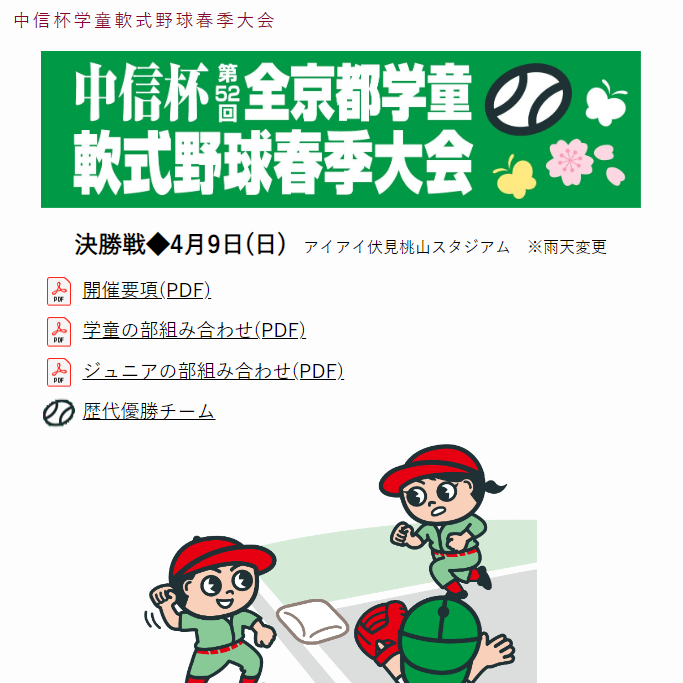 中信杯学童軟式野球春季大会
中信杯 第52回 全京都学童
軟式野球春季大会
決勝戦◆4月9日(日) アイアイ伏見桃山スタジアム ※雨天変更
PDF 開催要項(PDF)
PDF 学童の部組み合わせ(PDF)
PDF ジュニアの部組み合わせ(PDF)
歴代優勝チーム